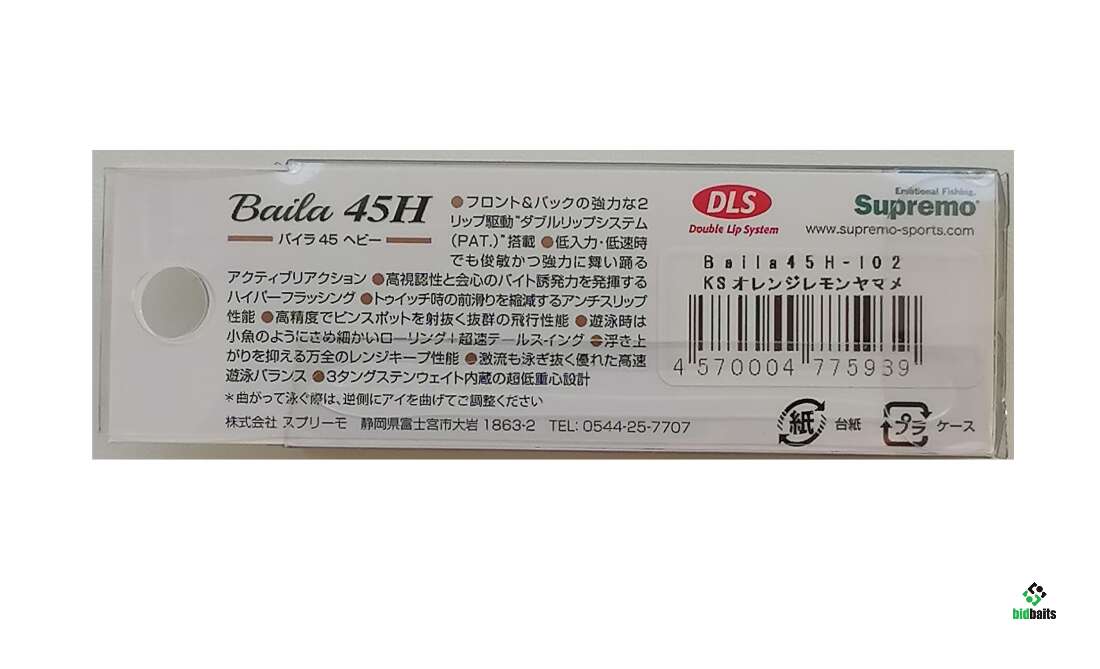 Baila 45H
バイラ 45 ヘビー
●フロント&バックの強力な2
リップ駆動"ダブルリップシステム
(PAT.)"搭載 ●低入力・低速時
でも俊敏かつ強力に舞い踊る
アクティブリアクション ●高視認性と会心のバイト誘発力を発揮する
ハイパーフラッシング ●トゥイッチ時の前滑りを縮減するアンチスリップ
性能 ●高精度でピンスポットを射抜く抜群の飛行性能 ●遊泳時は
小魚のようにきめ細かいローリング+超速テールスイング ●浮き上
がりを抑える万全のレンジキープ性能 ●激流も泳ぎ抜く優れた高速
遊泳バランス ●3タングステンウェイト内蔵の超低重心設計
*曲がって泳ぐ際は、逆側にアイを曲げてご調整ください
株式会社 スプリーモ 静岡県富士宮市大岩 1863-2 TEL: 0544-25-7707
DLS
Double Lip System
Emotional Fishing.
Supremo
www.supremo-sports.com
Baila45H-102
KSオレンジレモンヤマメ
4 570004 775939
紙 台紙
プラ ケース
bidbaits